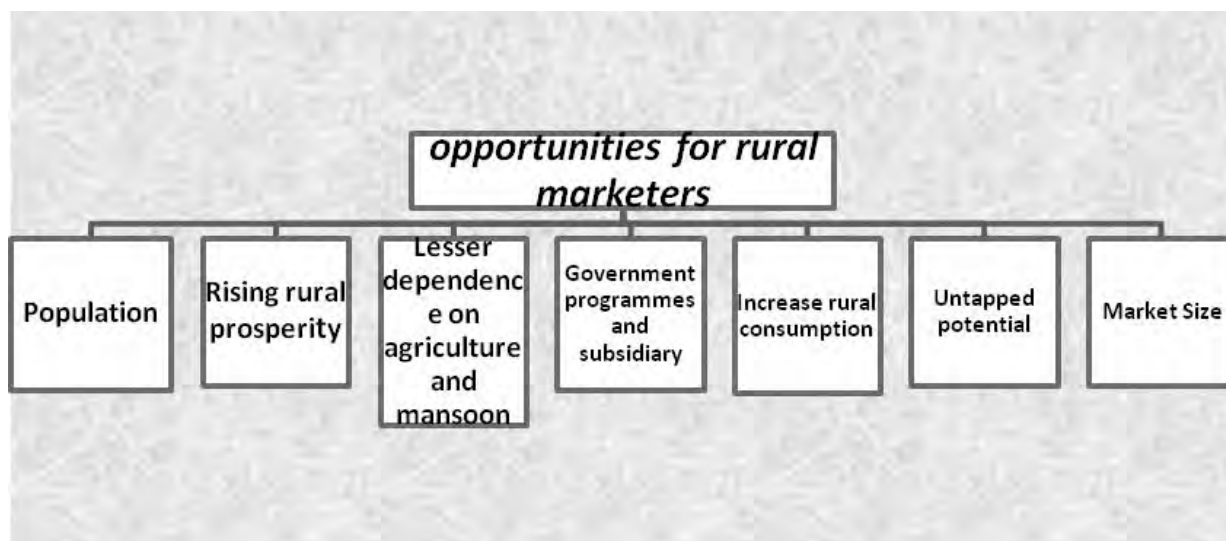 opportunities for rural
marketers
Population
Rising rural
prosperity
Lesser
dependenc
e on
agriculture
and
mansoon
Government
programmes
and
subsidiary
Increase rural
consumption
Untapped
potential
Market Size